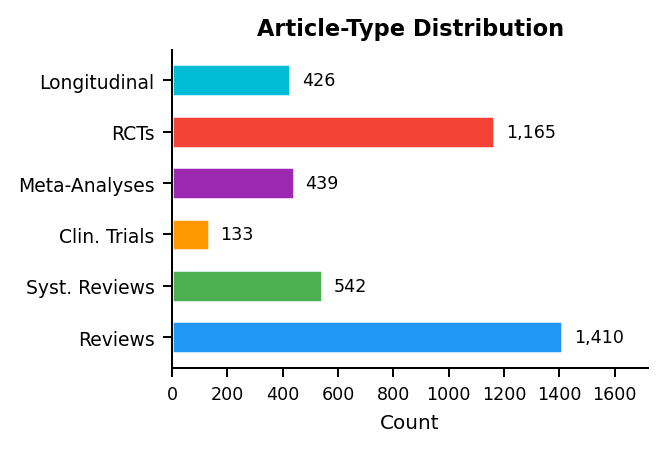 Article-Type Distribution
Longitudinal 426
RCTs 1,165
Meta-Analyses 439
Clin. Trials 133
Syst. Reviews 542
Reviews 1,410
0 200 400 600 800 1000 1200 1400 1600
Count